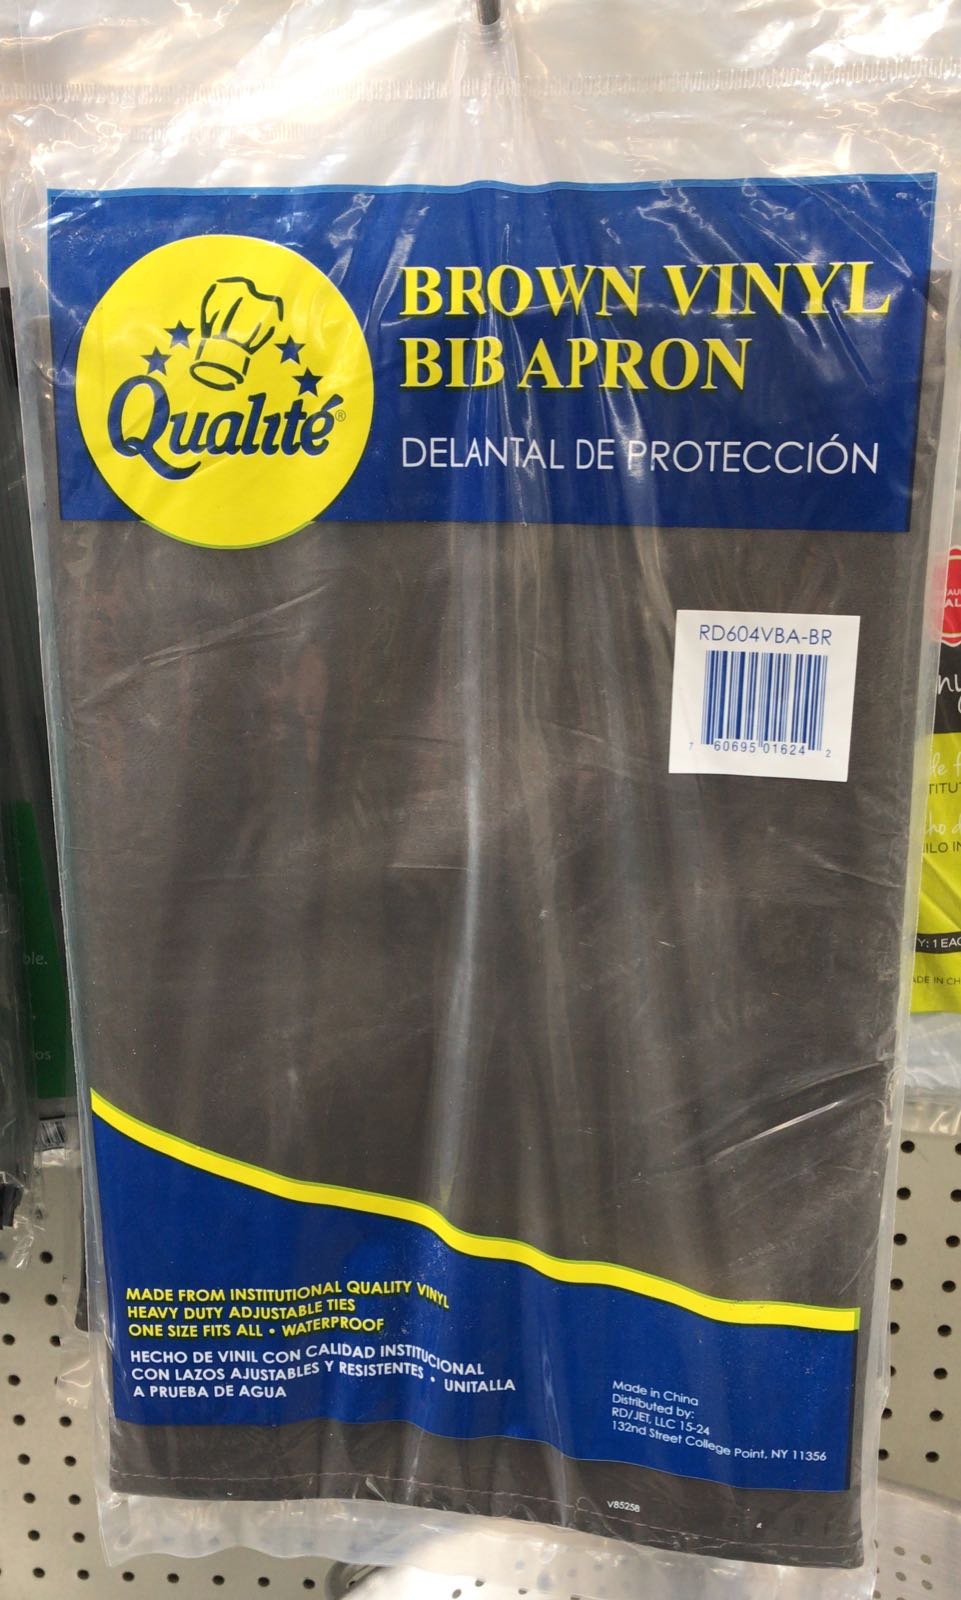 Qualité®
BROWN VINYL
BIB APRON
DELANTAL DE PROTECCIÓN
RD604VBA-BR
7 60695 01624 2
MADE FROM INSTITUTIONAL QUALITY VINYL
HEAVY DUTY ADJUSTABLE TIES
ONE SIZE FITS ALL • WATERPROOF
HECHO DE VINIL CON CALIDAD INSTITUCIONAL
CON LAZOS AJUSTABLES Y RESISTENTES • UNITALLA
A PRUEBA DE AGUA
Made in China
Distributed by:
RD/JET, LLC 15-24
132nd Street College Point, NY 11356
V85258